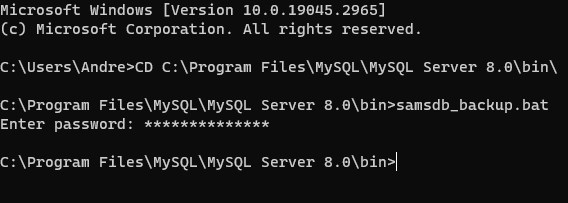 Microsoft Windows [Version 10.0.19045.2965]
(c) Microsoft Corporation. All rights reserved.
C:\Users\Andre>CD C:\Program Files\MySQL\MySQL Server 8.0\bin\
C:\Program Files\MySQL\MySQL Server 8.0\bin>samsdb_backup.bat
Enter password: **************
C:\Program Files\MySQL\MySQL Server 8.0\bin>